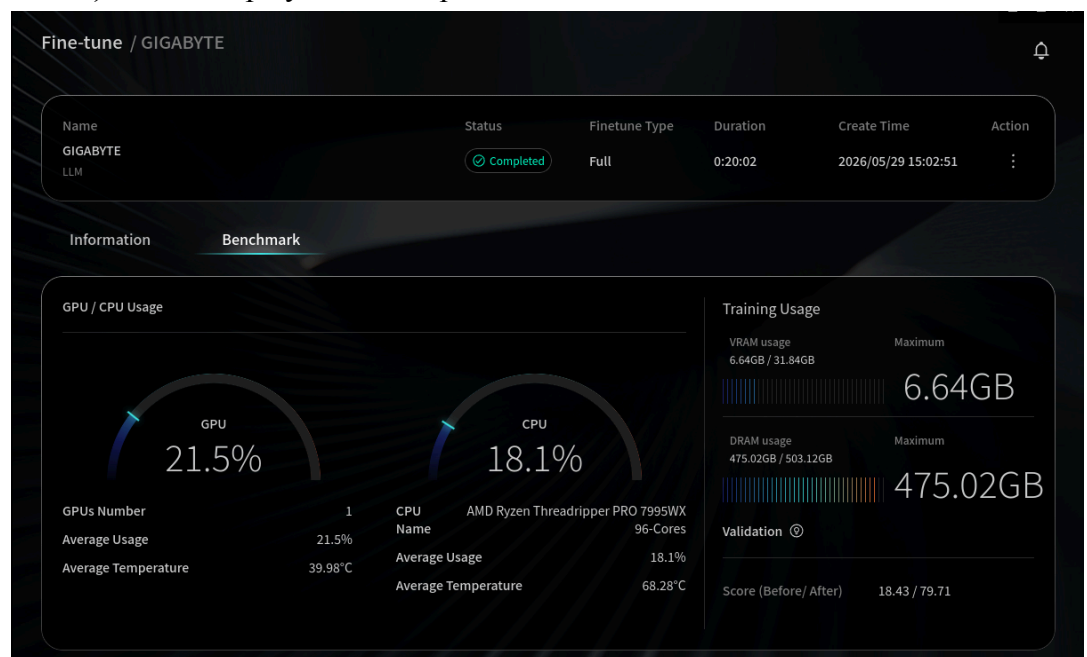 Fine-tune / GIGABYTE
Name Status Finetune Type Duration Create Time Action
GIGABYTE
LLM
Completed Full 0:20:02 2026/05/29 15:02:51
Information Benchmark
GPU / CPU Usage
GPU
21.5%
CPU
18.1%
GPUs Number 1
Average Usage 21.5%
Average Temperature 39.98°C
CPU Name AMD Ryzen Threadripper PRO 7995WX
96-Cores
Average Usage 18.1%
Average Temperature 68.28°C
Training Usage
VRAM usage Maximum
6.64GB / 31.84GB
6.64GB
DRAM usage Maximum
475.02GB / 503.12GB
475.02GB
Validation
Score (Before/ After) 18.43 / 79.71